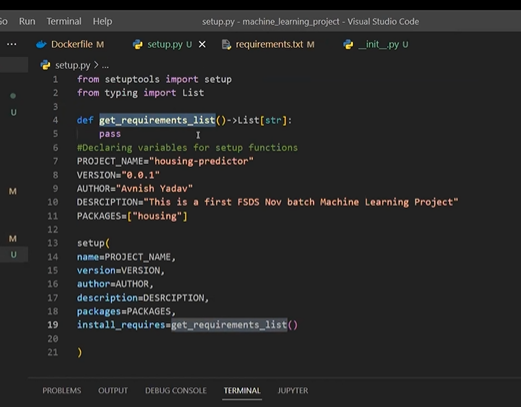 Go Run Terminal Help setup.py - machine_learning_project - Visual Studio Code
... Dockerfile M setup.py U × requirements.txt M __init__.py U
setup.py > ...
1 from setuptools import setup
2 from typing import List
3
4 def get_requirements_list()->List[str]:
5 pass
6 #Declaring variables for setup functions
7 PROJECT_NAME="housing-predictor"
8 VERSION="0.0.1"
9 AUTHOR="Avnish Yadav"
10 DESRCIPTION="This is a first FSDS Nov batch Machine Learning Project"
11 PACKAGES=["housing"]
12
13 setup(
14 name=PROJECT_NAME,
15 version=VERSION,
16 author=AUTHOR,
17 description=DESRCIPTION,
18 packages=PACKAGES,
19 install_requires=get_requirements_list()
20
21 )
U
M
M
U
PROBLEMS OUTPUT DEBUG CONSOLE TERMINAL JUPYTER